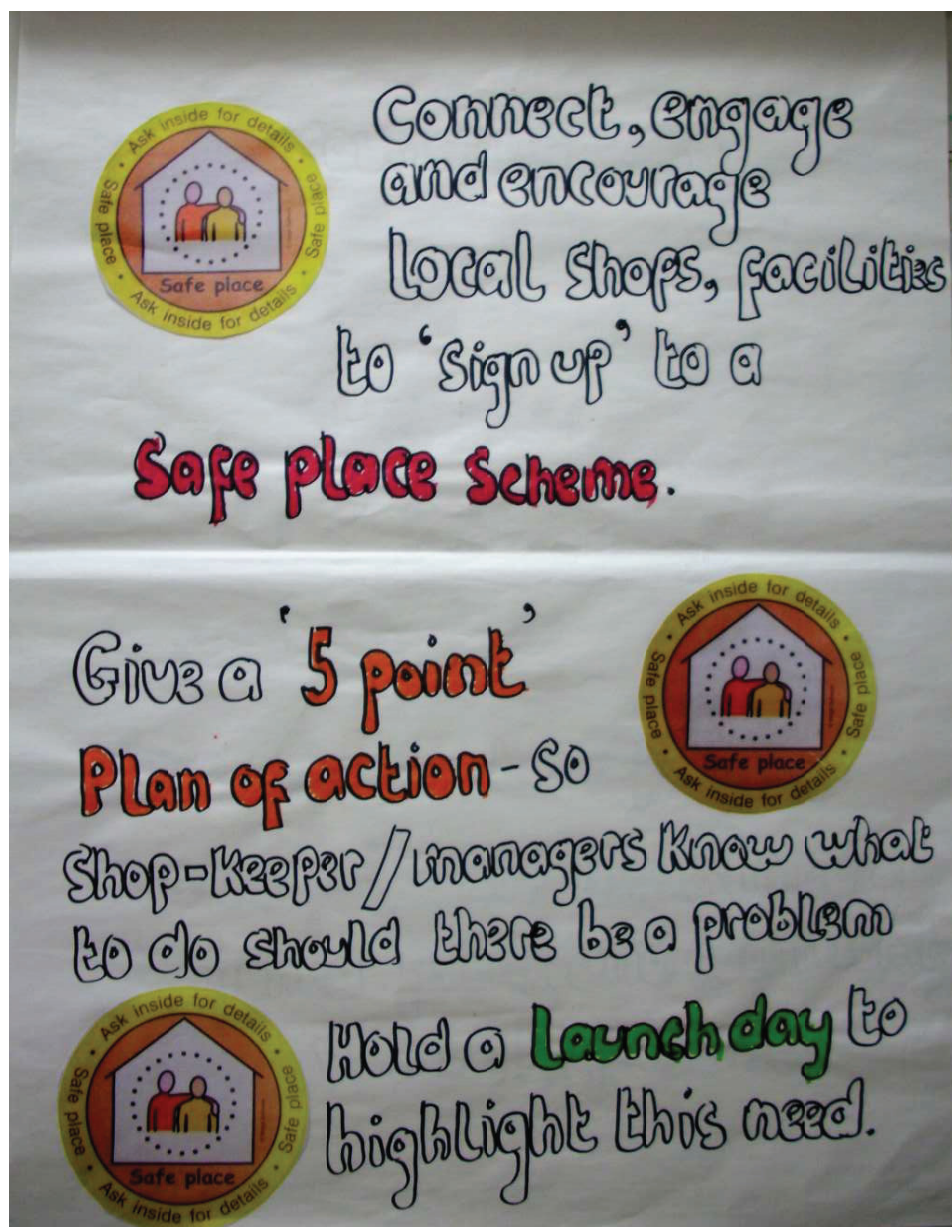 Connect, engage
and encourage
local shops, facilities
to 'sign up' to a
Safe place Scheme.
Ask inside for details · Safe place · Ask inside for details · Safe place ·
Safe place
Give a '5 point'
Plan of action - so
Shop-keeper/managers know what
to do should there be a problem
Ask inside for details · Safe place · Ask inside for details · Safe place ·
Safe place
Hold a launch day to
highlight this need.
Ask inside for details · Safe place · Ask inside for details · Safe place ·
Safe place